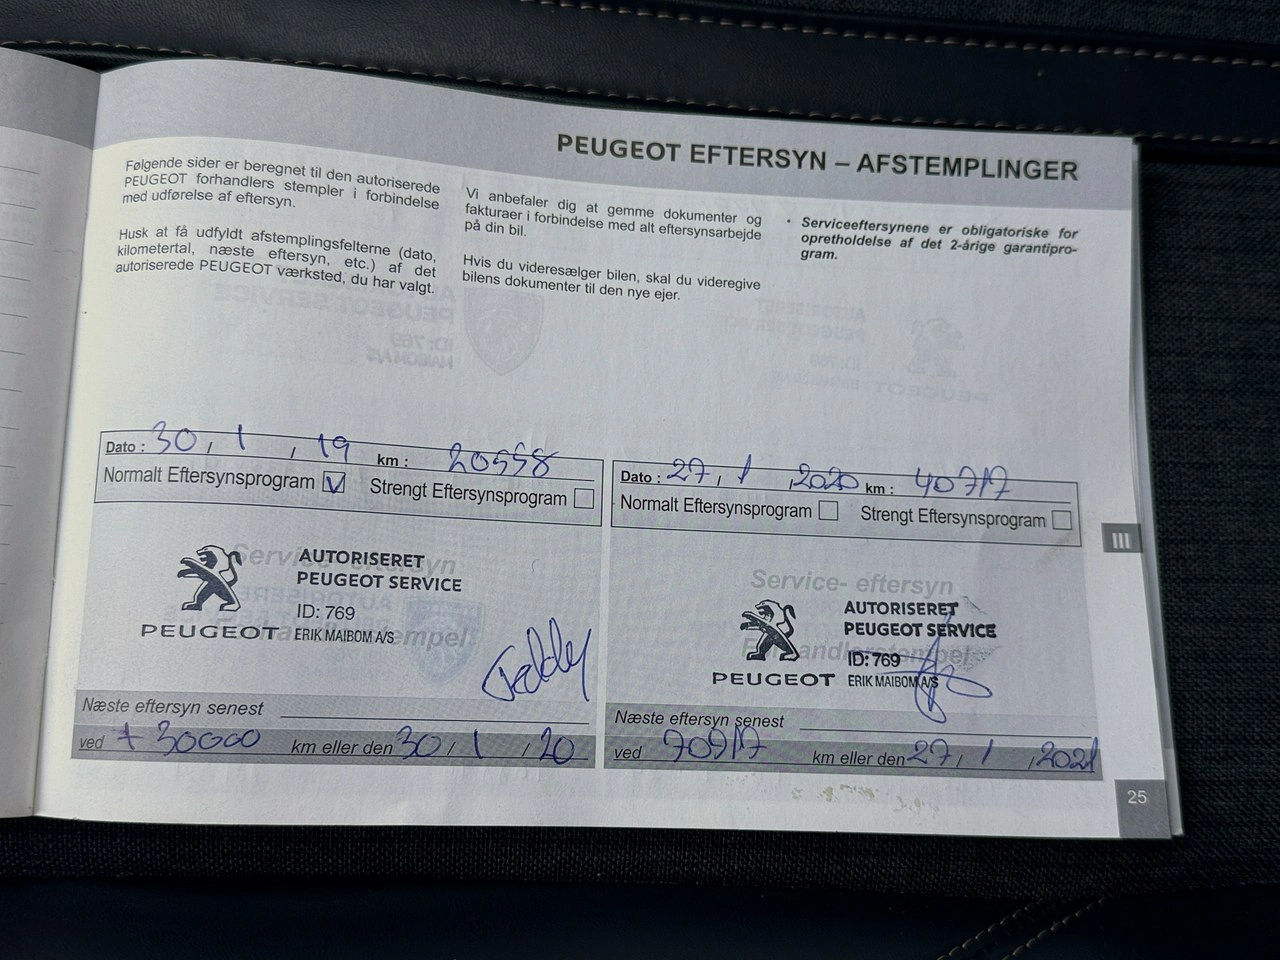 PEUGEOT EFTERSYN – AFSTEMPLINGER
Følgende sider er beregnet til den autoriserede
PEUGEOT forhandlers stempler i forbindelse
med udførelse af eftersyn.
Husk at få udfyldt afstemplingsfelterne (dato,
kilometertal, næste eftersyn, etc.) af det
autoriserede PEUGEOT værksted, du har valgt.
Vi anbefaler dig at gemme dokumenter og
fakturaer i forbindelse med alt eftersynsarbejde
på din bil.
Hvis du videresælger bilen, skal du videregive
bilens dokumenter til den nye ejer.
• Serviceeftersynene er obligatoriske for
opretholdelse af det 2-årige garantipro-
gram.
Dato : 30 / 1 / 19 km : 20558
Normalt Eftersynsprogram V Strengt Eftersynsprogram
Service- eftersyn
AUTORISERET
PEUGEOT SERVICE
ID: 769
PEUGEOT ERIK MAIBOM A/S
Forhandlerstempel
Næste eftersyn senest
ved + 30000 km eller den 30 / 1 / 20
Dato : 27 / 1 / 2020 km : 40717
Normalt Eftersynsprogram Strengt Eftersynsprogram
Service- eftersyn
AUTORISERET
PEUGEOT SERVICE
Forhandlerstempel
ID: 769
PEUGEOT ERIK MAIBOM A/S
Næste eftersyn senest
ved 70717 km eller den 27 / 1 / 2021
III
25